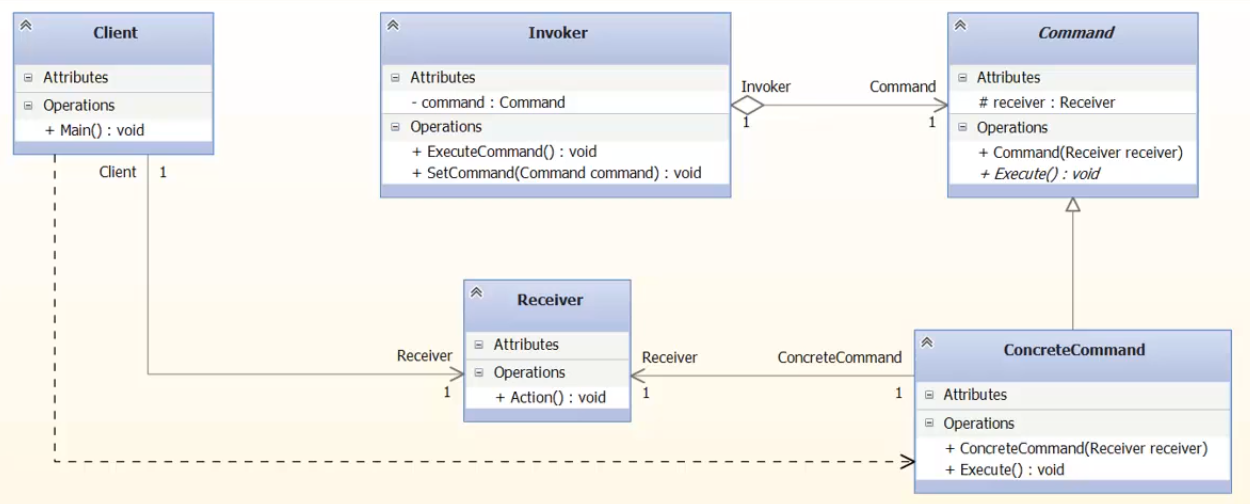 Client
Attributes
Operations
+ Main() : void
Invoker
Attributes
- command : Command
Operations
+ ExecuteCommand() : void
+ SetCommand(Command command) : void
Invoker
1
Command
1
Command
Attributes
# receiver : Receiver
Operations
+ Command(Receiver receiver)
+ Execute() : void
Client
1
Receiver
1
Receiver
Attributes
Operations
+ Action() : void
Receiver
1
ConcreteCommand
1
ConcreteCommand
Attributes
Operations
+ ConcreteCommand(Receiver receiver)
+ Execute() : void